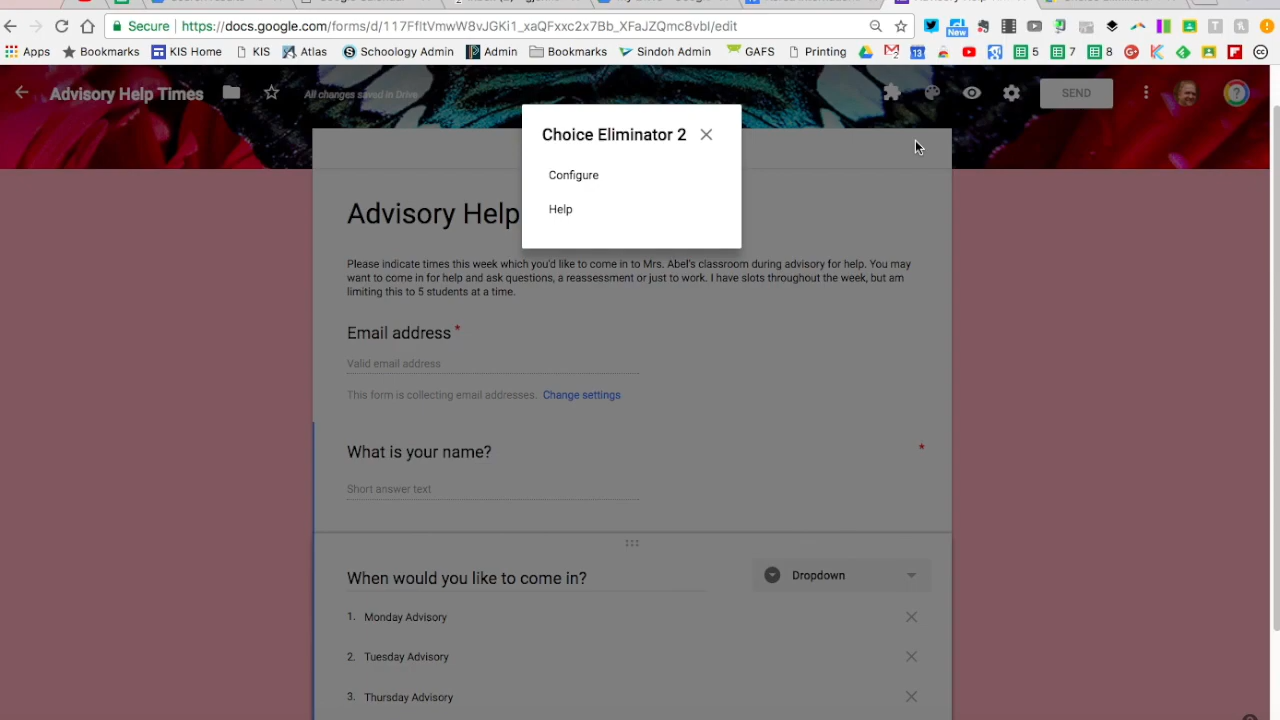 Secure https://docs.google.com/forms/d/117FfItVmwW8vJGKi1_xaQFxxc2x7Bb_XFaJZQmc8vbI/edit
New
Apps Bookmarks KIS Home KIS Atlas Schoology Admin Admin Bookmarks Sindoh Admin GAFS Printing 13 5 7 8
Advisory Help Times All changes saved in Drive SEND
Choice Eliminator 2
Configure
Help
Advisory Help
Please indicate times this week which you'd like to come in to Mrs. Abel's classroom during advisory for help. You may
want to come in for help and ask questions, a reassessment or just to work. I have slots throughout the week, but am
limiting this to 5 students at a time.
Email address *
Valid email address
This form is collecting email addresses. Change settings
What is your name? *
Short answer text
When would you like to come in? Dropdown
1. Monday Advisory
2. Tuesday Advisory
3. Thursday Advisory